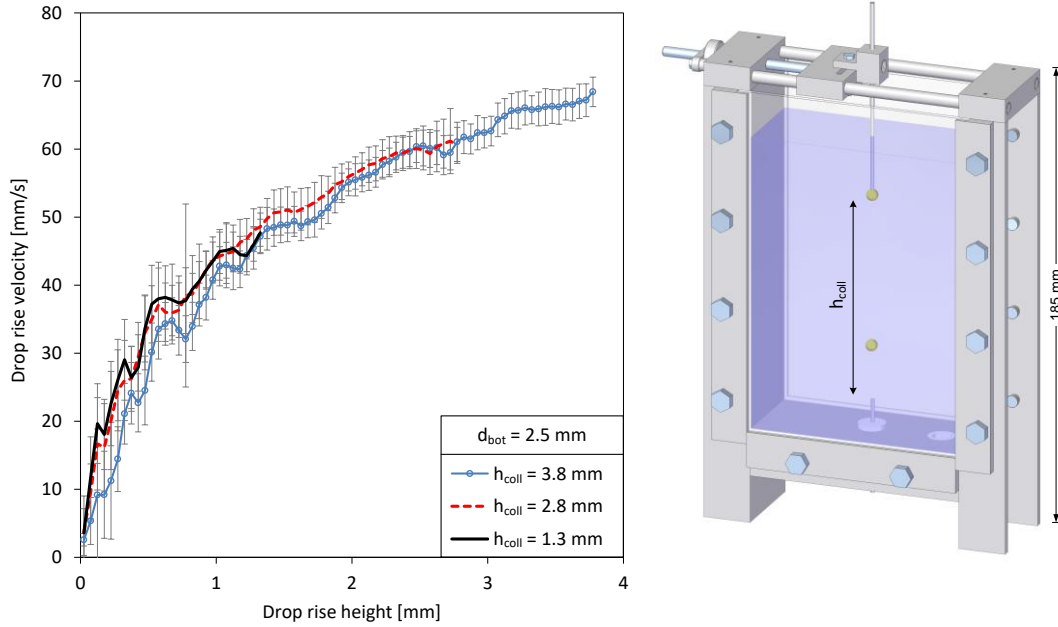 80
70
60
50
40
30
20
10
0
Drop rise velocity [mm/s]
0 1 2 3 4
Drop rise height [mm]
d_bot = 2.5 mm
h_coll = 3.8 mm
h_coll = 2.8 mm
h_coll = 1.3 mm
h_coll
185 mm